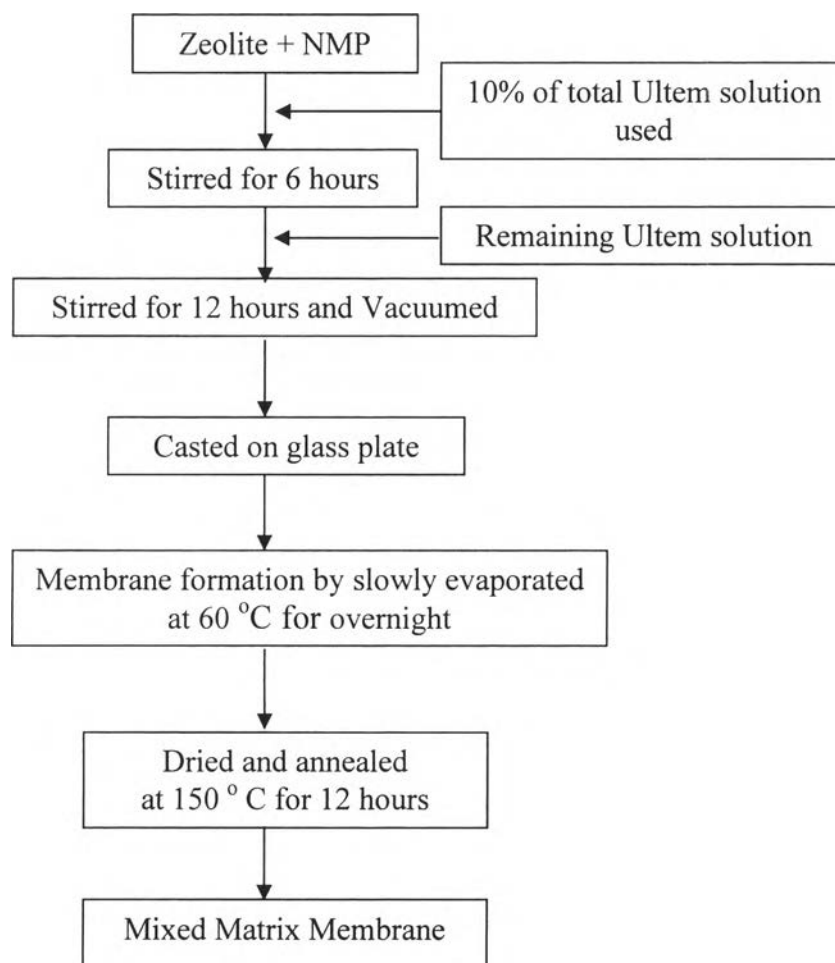 Zeolite + NMP
10% of total Ultem solution
used
Stirred for 6 hours
Remaining Ultem solution
Stirred for 12 hours and Vacuumed
Casted on glass plate
Membrane formation by slowly evaporated
at 60 °C for overnight
Dried and annealed
at 150 ° C for 12 hours
Mixed Matrix Membrane